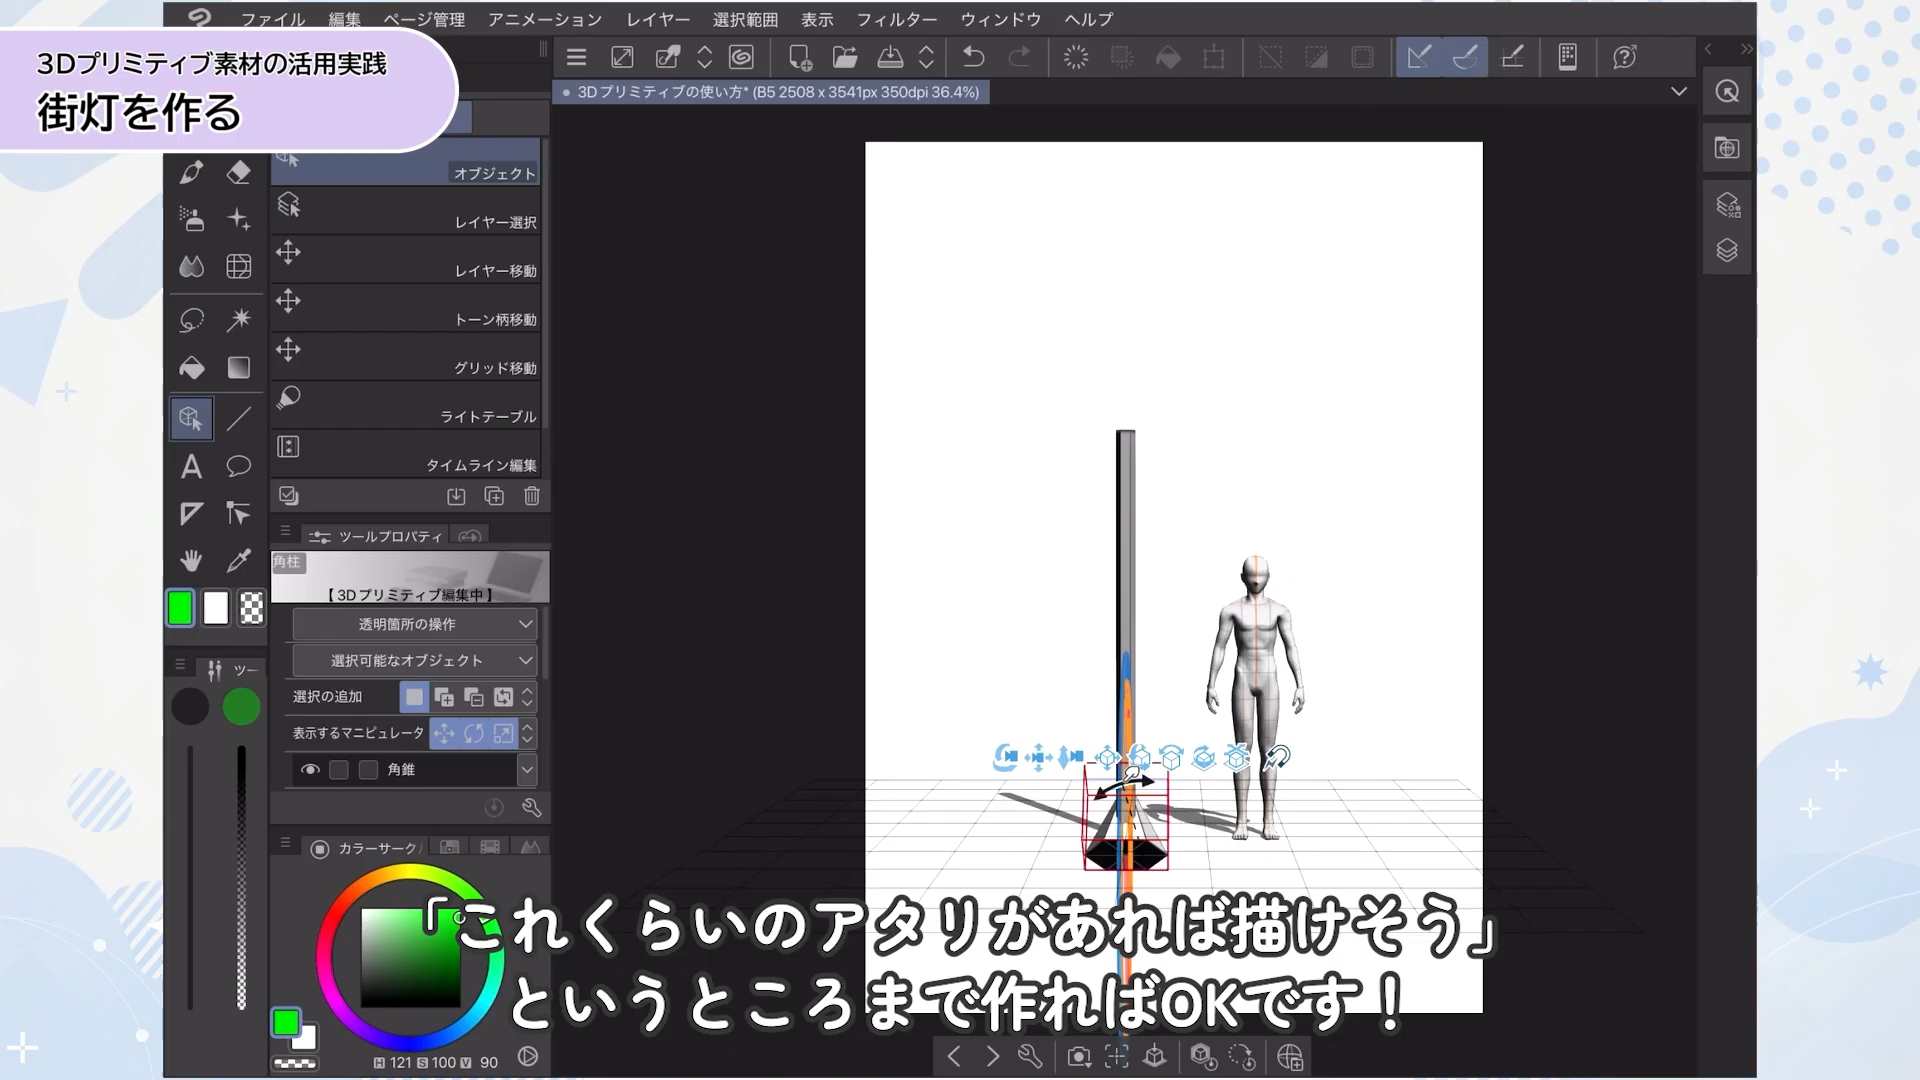 ファイル 編集 ページ管理 アニメーション レイヤー 選択範囲 表示 フィルター ウィンドウ ヘルプ
3Dプリミティブ素材の活用実践
街灯を作る
3Dプリミティブの使い方* (B5 2508 x 3541px 350dpi 36.4%)
オブジェクト
レイヤー選択
レイヤー移動
トーン柄移動
グリッド移動
ライトテーブル
タイムライン編集
ツールプロパティ
角柱
【 3Dプリミティブ編集中 】
透明箇所の操作
選択可能なオブジェクト
選択の追加
ツー
表示するマニピュレータ
角錐
カラーサークル
「これくらいのアタリがあれば描けそう」
というところまで作ればOKです！
H 121 S 100 V 90